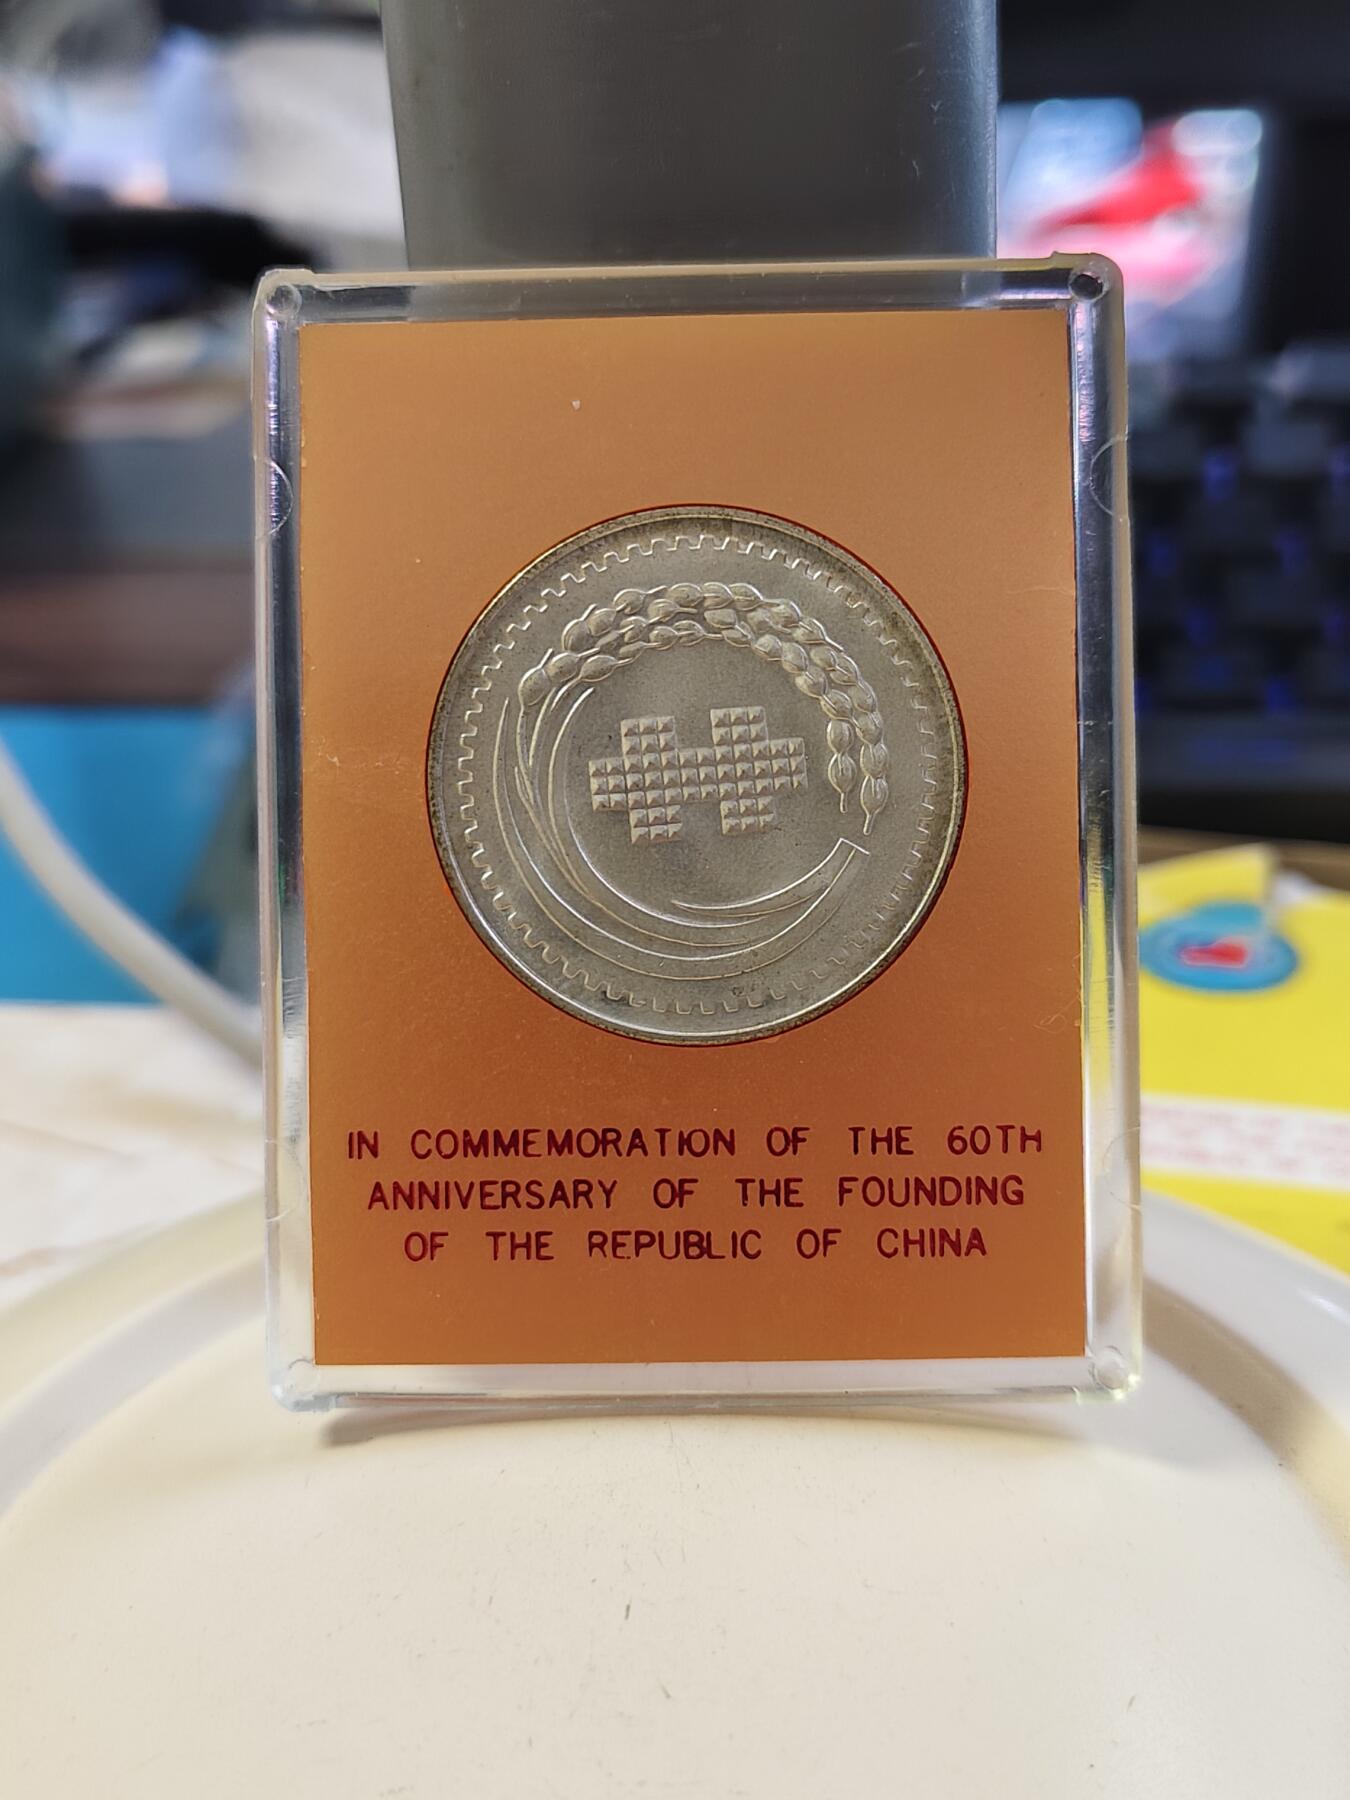 IN COMMEMORATION OF THE 60TH
ANNIVERSARY OF THE FOUNDING
OF THE REPUBLIC OF CHINA